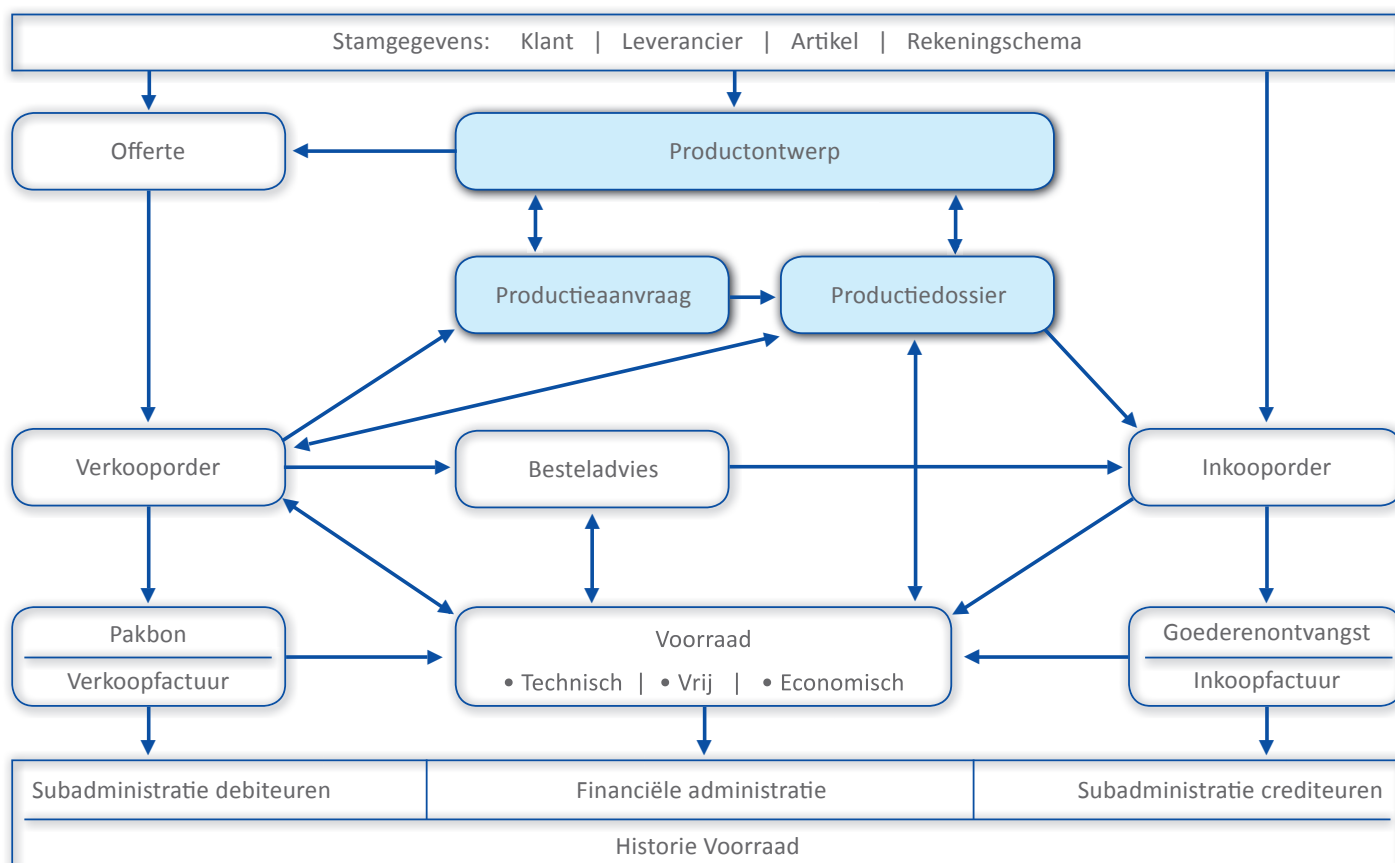 Stamgegevens: Klant | Leverancier | Artikel | Rekeningschema
Offerte
Productontwerp
Productieaanvraag
Productiedossier
Verkooporder
Besteladvies
Inkooporder
Pakbon
Verkoopfactuur
Voorraad
• Technisch | • Vrij | • Economisch
Goederenontvangst
Inkoopfactuur
Subadministratie debiteuren
Financiële administratie
Subadministratie crediteuren
Historie Voorraad